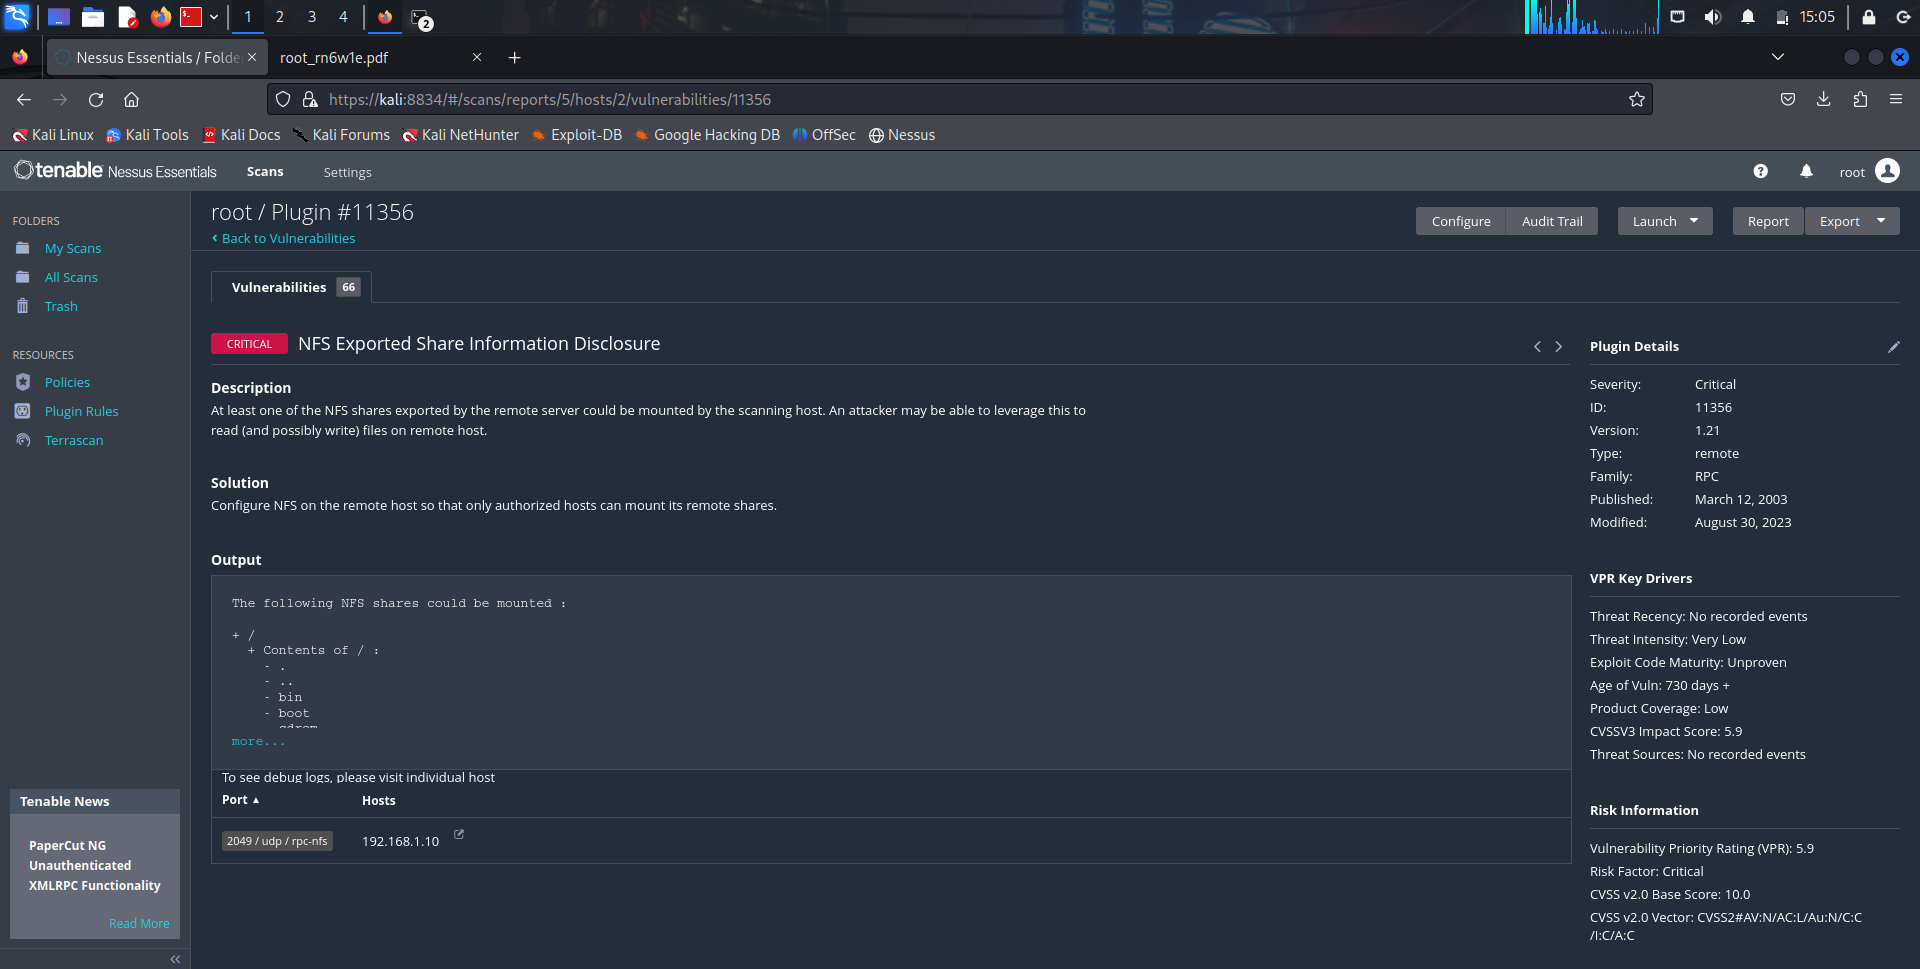 1 2 3 4
2
15:05
Nessus Essentials / Folde
root_rn6w1e.pdf
https://kali:8834/#/scans/reports/5/hosts/2/vulnerabilities/11356
Kali Linux Kali Tools Kali Docs Kali Forums Kali NetHunter Exploit-DB Google Hacking DB OffSec Nessus
tenable Nessus Essentials
Scans
Settings
root
FOLDERS
My Scans
All Scans
Trash
RESOURCES
Policies
Plugin Rules
Terrascan
Tenable News
PaperCut NG
Unauthenticated
XMLRPC Functionality
Read More
root / Plugin #11356
Back to Vulnerabilities
Configure
Audit Trail
Launch
Report
Export
Vulnerabilities 66
CRITICAL NFS Exported Share Information Disclosure
Description
At least one of the NFS shares exported by the remote server could be mounted by the scanning host. An attacker may be able to leverage this to
read (and possibly write) files on remote host.
Solution
Configure NFS on the remote host so that only authorized hosts can mount its remote shares.
Output
The following NFS shares could be mounted :
+ /
+ Contents of / :
- .
- ..
- bin
- boot
- cdrom
more...
To see debug logs, please visit individual host
Port ▲ Hosts
2049 / udp / rpc-nfs 192.168.1.10
Plugin Details
Severity: Critical
ID: 11356
Version: 1.21
Type: remote
Family: RPC
Published: March 12, 2003
Modified: August 30, 2023
VPR Key Drivers
Threat Recency: No recorded events
Threat Intensity: Very Low
Exploit Code Maturity: Unproven
Age of Vuln: 730 days +
Product Coverage: Low
CVSSV3 Impact Score: 5.9
Threat Sources: No recorded events
Risk Information
Vulnerability Priority Rating (VPR): 5.9
Risk Factor: Critical
CVSS v2.0 Base Score: 10.0
CVSS v2.0 Vector: CVSS2#AV:N/AC:L/Au:N/C:C
/I:C/A:C